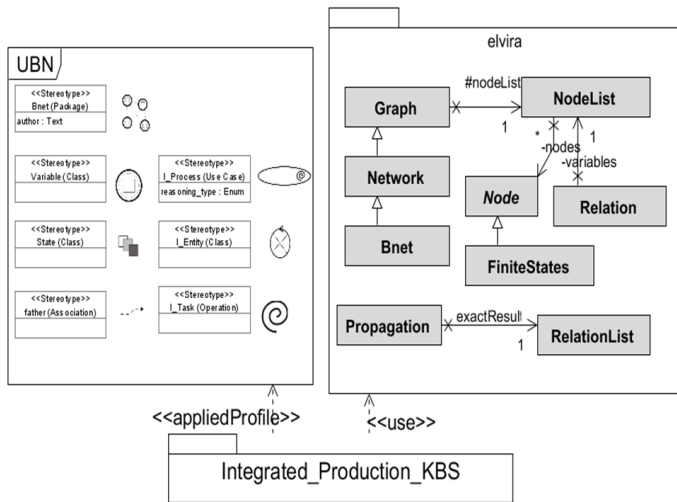 UBN
<<Stereotype>>
Bnet (Package)
author : Text
<<Stereotype>>
Variable (Class)
<<Stereotype>>
I_Process (Use Case)
reasoning_type : Enum
<<Stereotype>>
State (Class)
<<Stereotype>>
I_Entity (Class)
<<Stereotype>>
father (Association)
<<Stereotype>>
I_Task (Operation)
elvira
Graph
#nodeList
1
NodeList
*
-nodes
1
-variables
Network
Node
Relation
Bnet
FiniteStates
Propagation
exactResult
1
RelationList
<<appliedProfile>>
<<use>>
Integrated_Production_KBS